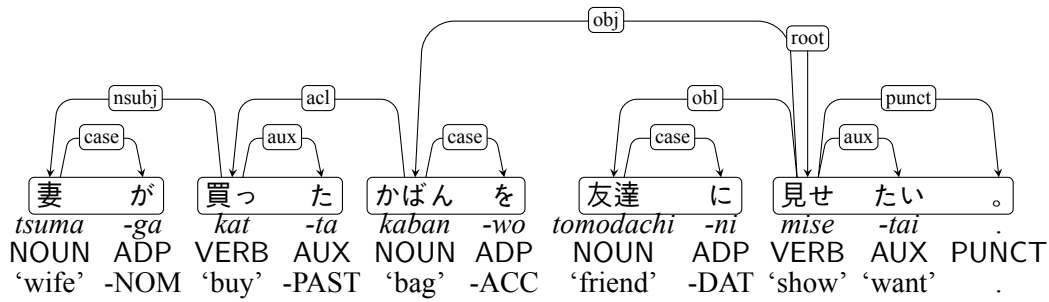 obj
root
nsubj acl obl punct
case aux case case aux
妻 が 買っ た かばん を 友達 に 見せ たい 。
tsuma -ga kat -ta kaban -wo tomodachi -ni mise -tai .
NOUN ADP VERB AUX NOUN ADP NOUN ADP VERB AUX PUNCT
‘wife’ -NOM ‘buy’ -PAST ‘bag’ -ACC ‘friend’ -DAT ‘show’ ‘want’ .